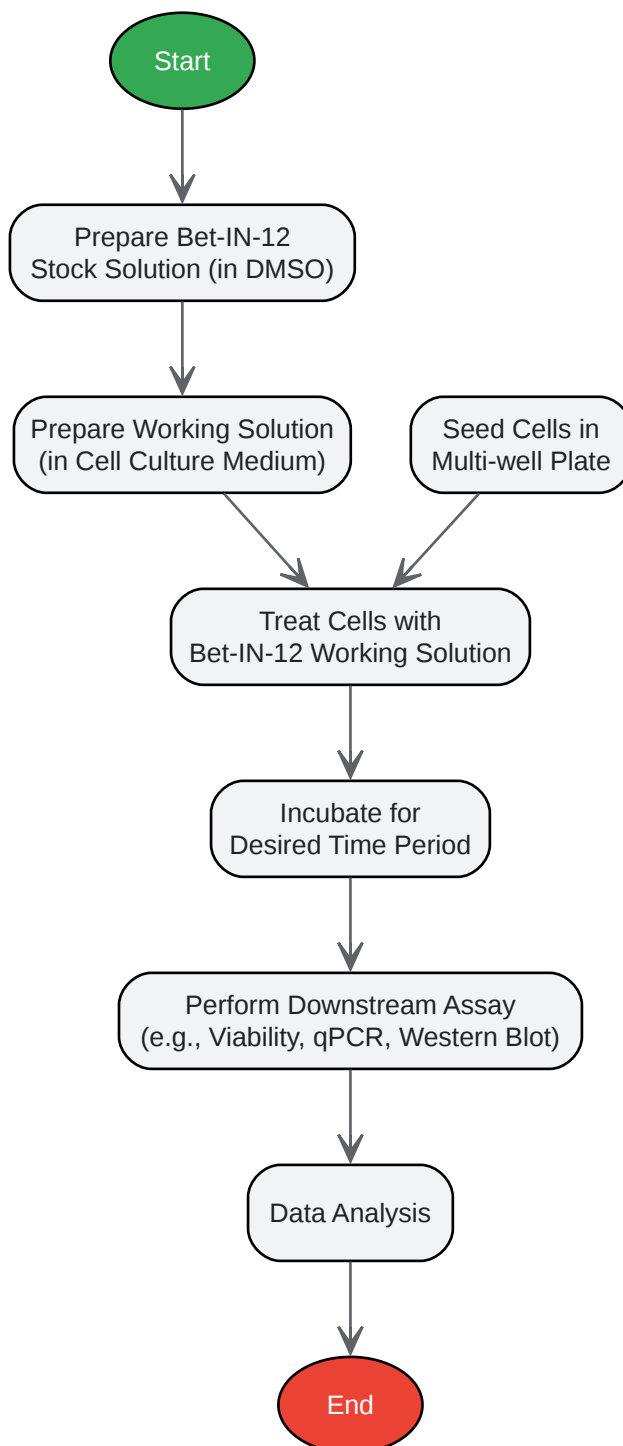 Start
Prepare Bet-IN-12
Stock Solution (in DMSO)
Prepare Working Solution
(in Cell Culture Medium)
Seed Cells in
Multi-well Plate
Treat Cells with
Bet-IN-12 Working Solution
Incubate for
Desired Time Period
Perform Downstream Assay
(e.g., Viability, qPCR, Western Blot)
Data Analysis
End